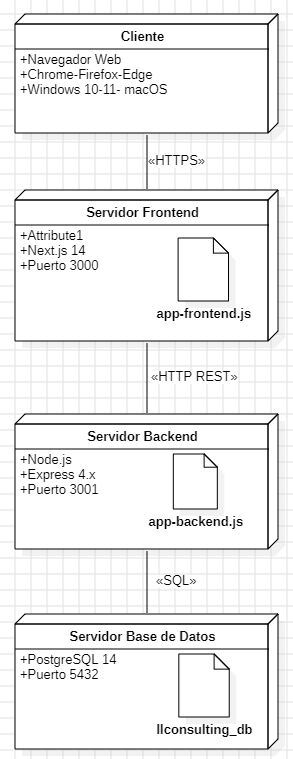 Cliente
+Navegador Web
+Chrome-Firefox-Edge
+Windows 10-11- macOS
«HTTPS»
Servidor Frontend
+Attribute1
+Next.js 14
+Puerto 3000
app-frontend.js
«HTTP REST»
Servidor Backend
+Node.js
+Express 4.x
+Puerto 3001
app-backend.js
«SQL»
Servidor Base de Datos
+PostgreSQL 14
+Puerto 5432
llconsulting_db